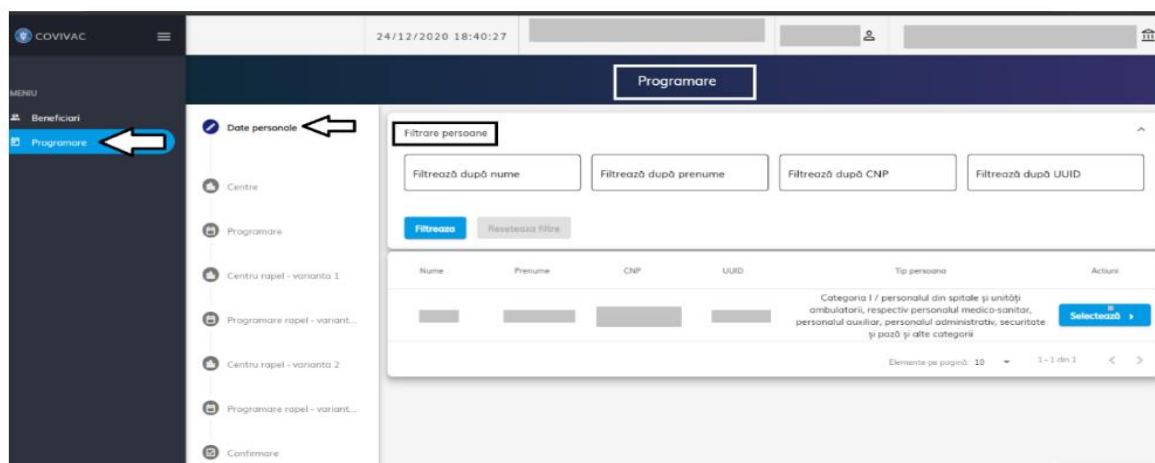 COVIVAC
24/12/2020 18:40:27
Programare
MENIU
Beneficiari
Programare
Date personale
Centre
Programare
Centru rapel - varianta 1
Programare rapel - variant...
Centru rapel - varianta 2
Programare rapel - variant...
Confirmare
Filtrare persoane
Filtrează după nume
Filtrează după prenume
Filtrează după CNP
Filtrează după UUID
Filtreaza
Reseteaza filtre
Nume Prenume CNP UUID Tip persoana Actiuni
Categoria I / personalul din spitale și unități
ambulatorii, respectiv personalul medico-sanitar,
personalul auxiliar, personalul administrativ, securitate
și pază și alte categorii
Selectează
Elemente pe pagină: 10 1 - 1 din 1